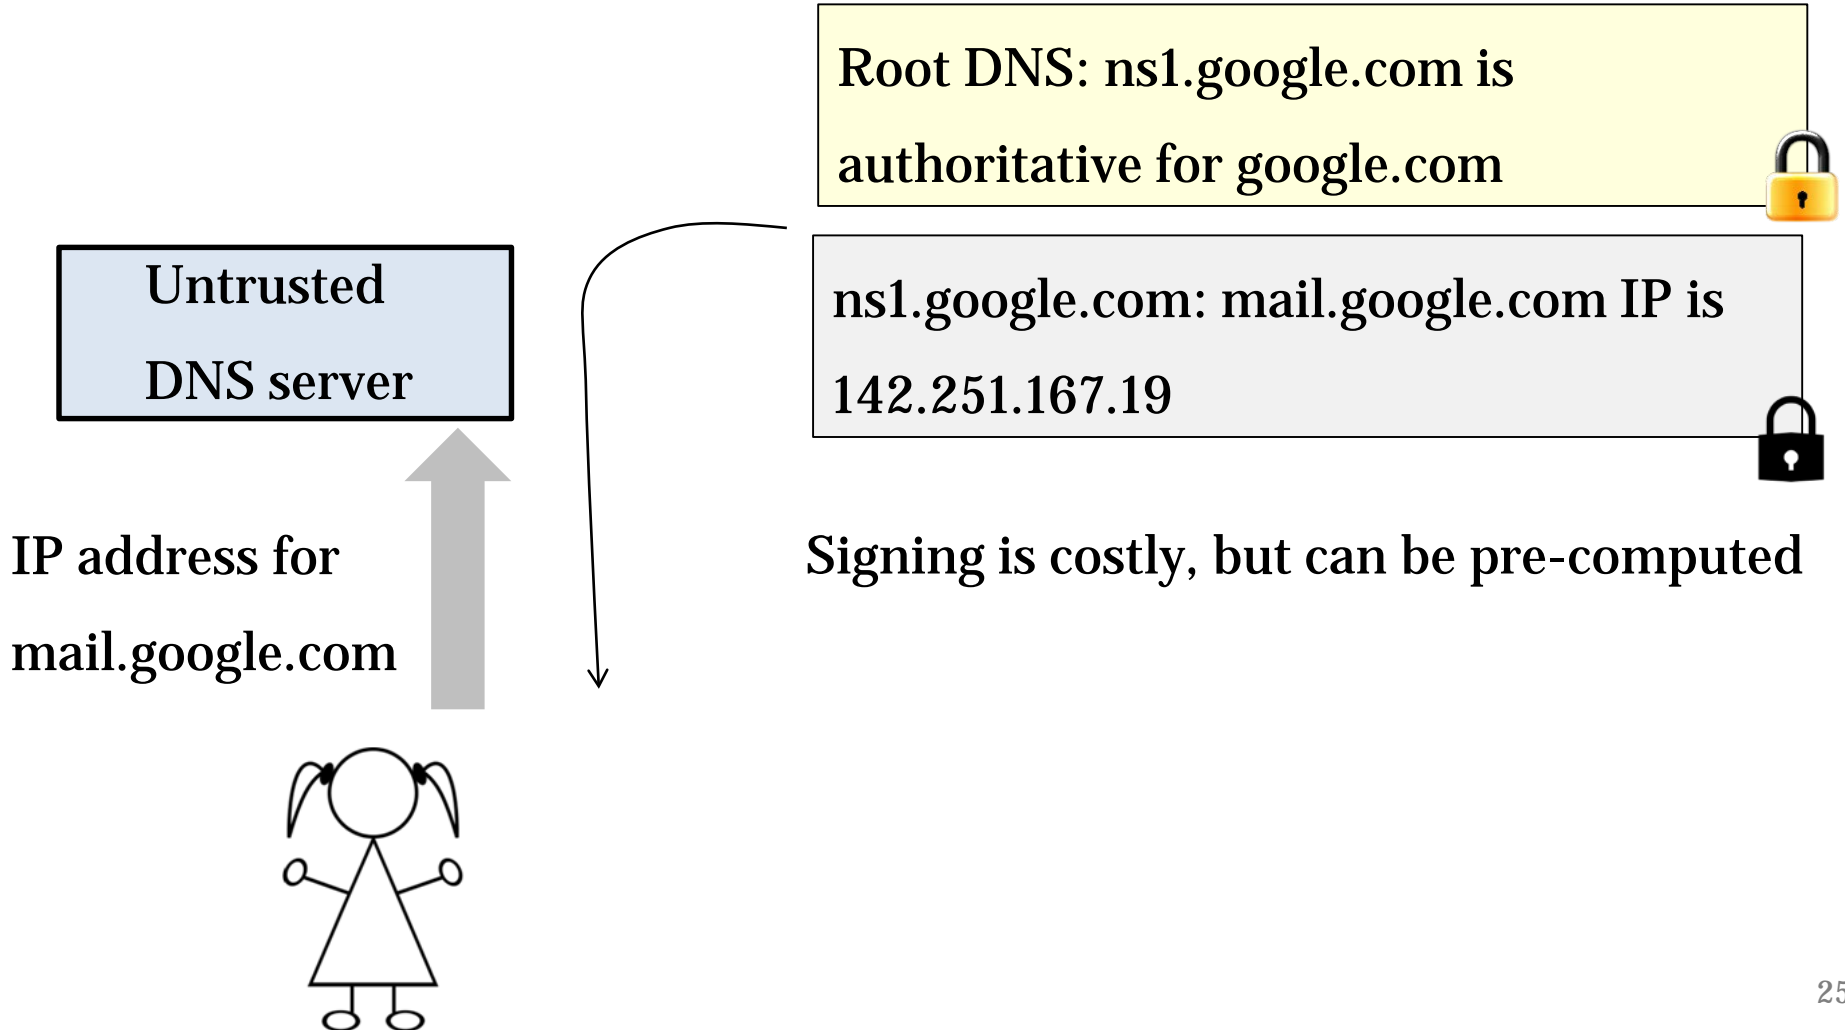 Root DNS: ns1.google.com is
authoritative for google.com
Untrusted
DNS server
ns1.google.com: mail.google.com IP is
142.251.167.19
IP address for
mail.google.com
Signing is costly, but can be pre-computed
25